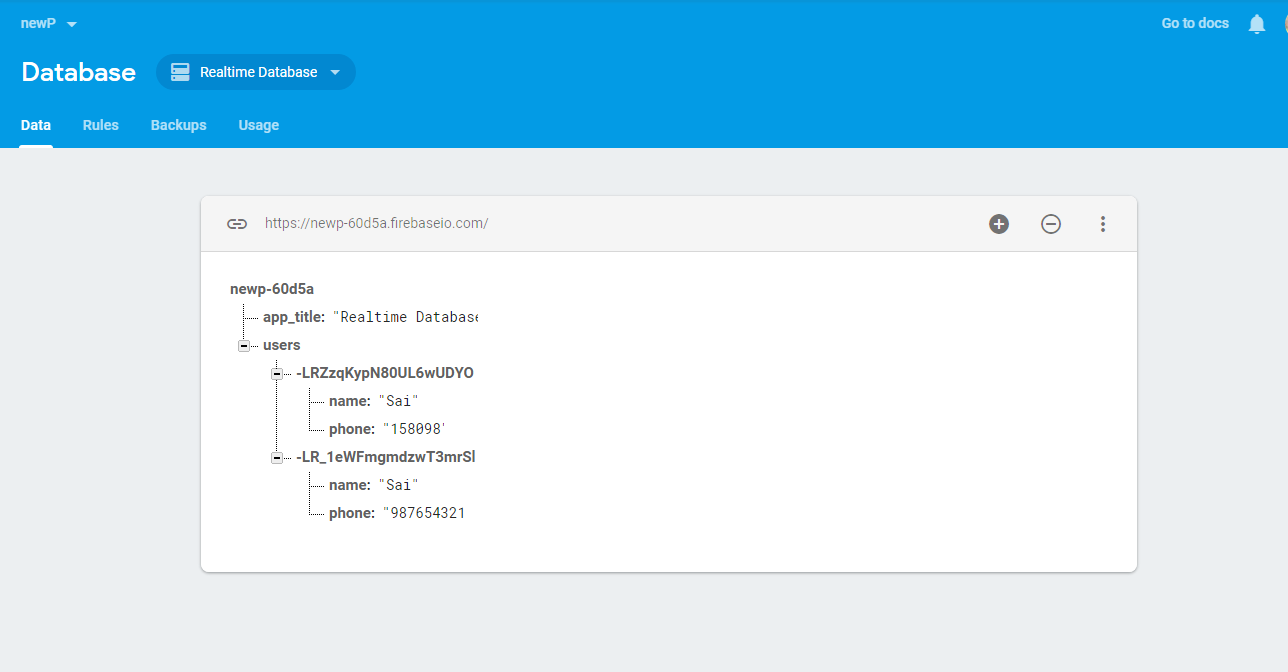 newP
Go to docs
Database
Realtime Database
Data Rules Backups Usage
https://newp-60d5a.firebaseio.com/
newp-60d5a
app_title: "Realtime Database
users
-LRZzqKypN80UL6wUDYO
name: "Sai"
phone: "158098'
-LR_1eWFmgmdzwT3mrSl
name: "Sai"
phone: "987654321